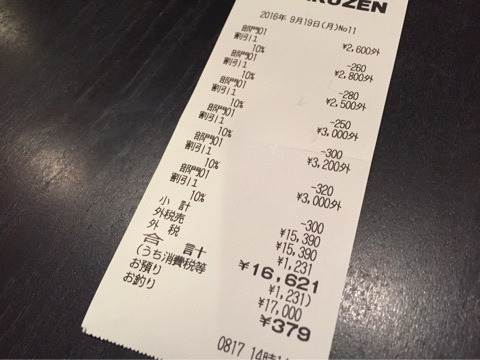 2016年 9月19日(月)No11
部門01 ¥2,600外
割引1
10% -260
部門01 ¥2,800外
割引1
10% -280
部門01 ¥2,500外
割引1
10% -250
部門01 ¥3,000外
割引1
10% -300
部門01 ¥3,200外
割引1
10% -320
部門01 ¥3,000外
割引1
10% -300
小計 ¥15,390
外税売 ¥15,390
外税 ¥1,231
合計 ¥16,621
(うち消費税等 ¥1,231)
お預り ¥17,000
お釣り ¥379
0817 14時